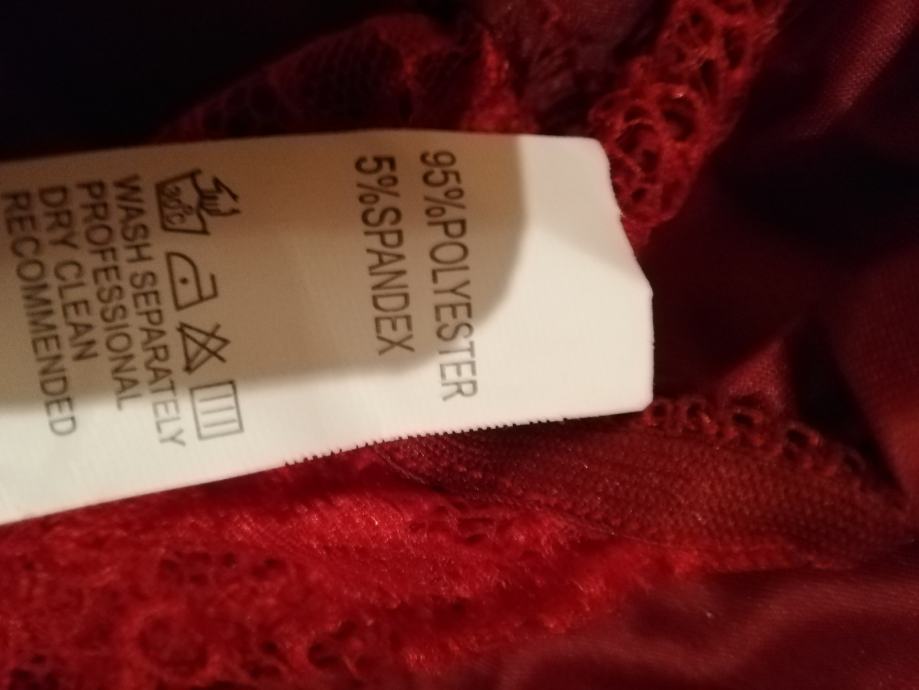 95%POLYESTER
5%SPANDEX
WASH SEPARATELY
PROFESSIONAL
DRY CLEAN
RECOMMENDED